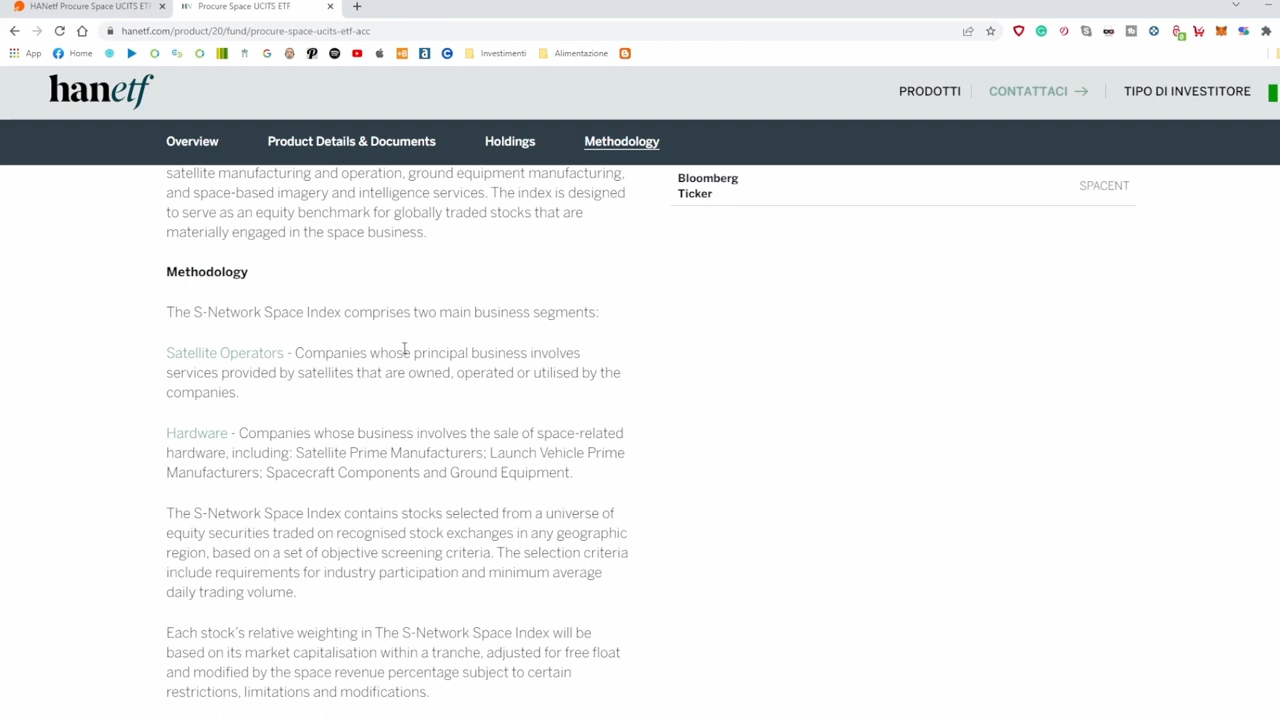 HANetf Procure Space UCITS ETF
Procure Space UCITS ETF
hanetf.com/product/20/fund/procure-space-ucits-etf-acc
App
Home
Investimenti
Alimentazione
hanetf
PRODOTTI
CONTATTACI
TIPO DI INVESTITORE
Overview
Product Details & Documents
Holdings
Methodology
satellite manufacturing and operation, ground equipment manufacturing,
and space-based imagery and intelligence services. The index is designed
to serve as an equity benchmark for globally traded stocks that are
materially engaged in the space business.
Bloomberg
Ticker
SPACENT
Methodology
The S-Network Space Index comprises two main business segments:
Satellite Operators - Companies whose principal business involves
services provided by satellites that are owned, operated or utilised by the
companies.
Hardware - Companies whose business involves the sale of space-related
hardware, including: Satellite Prime Manufacturers; Launch Vehicle Prime
Manufacturers; Spacecraft Components and Ground Equipment.
The S-Network Space Index contains stocks selected from a universe of
equity securities traded on recognised stock exchanges in any geographic
region, based on a set of objective screening criteria. The selection criteria
include requirements for industry participation and minimum average
daily trading volume.
Each stock's relative weighting in The S-Network Space Index will be
based on its market capitalisation within a tranche, adjusted for free float
and modified by the space revenue percentage subject to certain
restrictions, limitations and modifications.